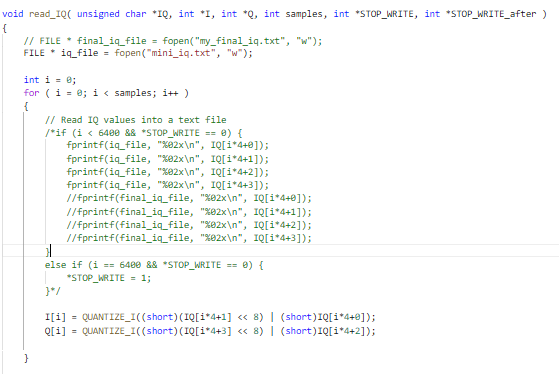 void read_IQ( unsigned char *IQ, int *I, int *Q, int samples, int *STOP_WRITE, int *STOP_WRITE_after )
{
    // FILE * final_iq_file = fopen("my_final_iq.txt", "w");
    FILE * iq_file = fopen("mini_iq.txt", "w");

    int i = 0;
    for ( i = 0; i < samples; i++ )
    {
        // Read IQ values into a text file
        /*if (i < 6400 && *STOP_WRITE == 0) {
            fprintf(iq_file, "%02x\n", IQ[i*4+0]);
            fprintf(iq_file, "%02x\n", IQ[i*4+1]);
            fprintf(iq_file, "%02x\n", IQ[i*4+2]);
            fprintf(iq_file, "%02x\n", IQ[i*4+3]);
            //fprintf(final_iq_file, "%02x\n", IQ[i*4+0]);
            //fprintf(final_iq_file, "%02x\n", IQ[i*4+1]);
            //fprintf(final_iq_file, "%02x\n", IQ[i*4+2]);
            //fprintf(final_iq_file, "%02x\n", IQ[i*4+3]);
        }
        else if (i == 6400 && *STOP_WRITE == 0) {
            *STOP_WRITE = 1;
        }*/

        I[i] = QUANTIZE_I((short)(IQ[i*4+1] << 8) | (short)IQ[i*4+0]);
        Q[i] = QUANTIZE_I((short)(IQ[i*4+3] << 8) | (short)IQ[i*4+2]);

    }